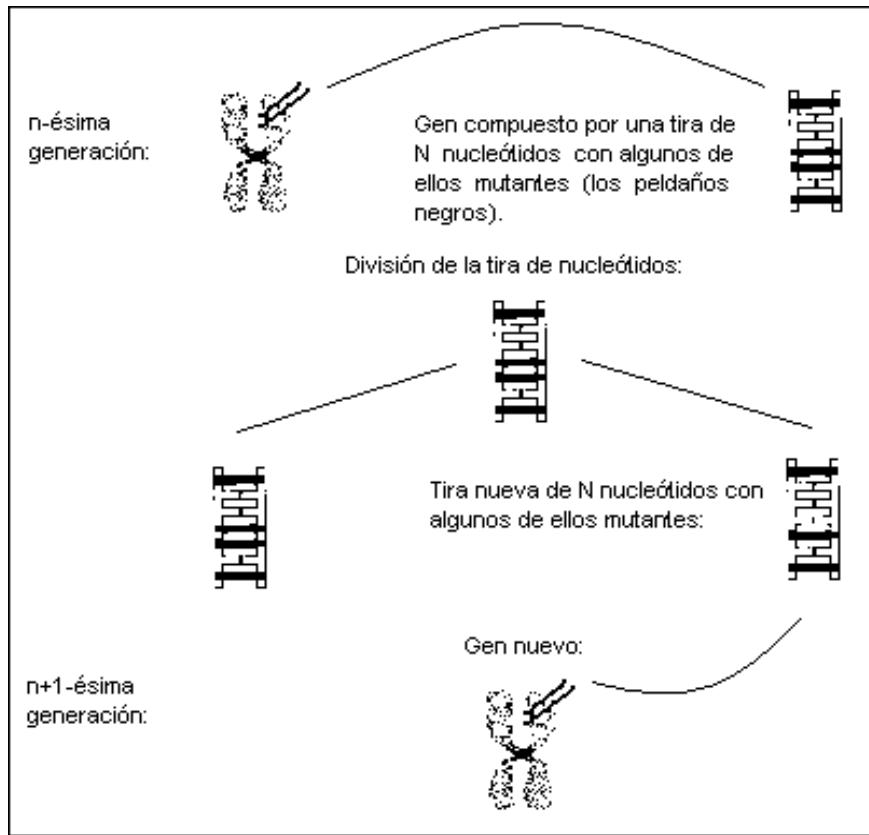 n-ésima
generación:
Gen compuesto por una tira de
N nucleótidos con algunos de
ellos mutantes (los peldaños
negros).
División de la tira de nucleótidos:
Tira nueva de N nucleótidos con
algunos de ellos mutantes:
Gen nuevo:
n+1-ésima
generación: